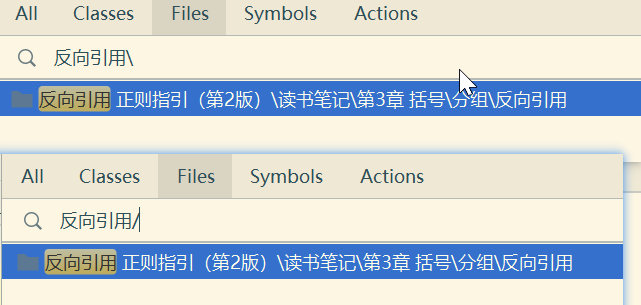 All Classes Files Symbols Actions
反向引用\
反向引用 正则指引（第2版）\读书笔记\第3章 括号\分组\反向引用
All Classes Files Symbols Actions
反向引用/
反向引用 正则指引（第2版）\读书笔记\第3章 括号\分组\反向引用